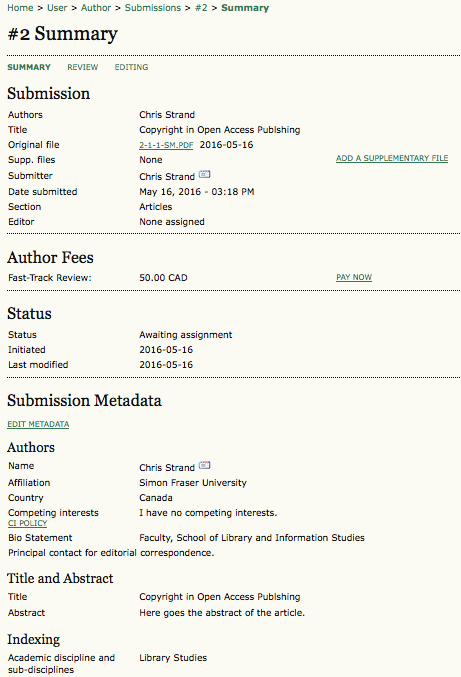 Home > User > Author > Submissions > #2 > Summary
#2 Summary
SUMMARY REVIEW EDITING
Submission
Authors Chris Strand
Title Copyright in Open Access Publshing
Original file 2-1-1-SM.PDF 2016-05-16
Supp. files None ADD A SUPPLEMENTARY FILE
Submitter Chris Strand
Date submitted May 16, 2016 - 03:18 PM
Section Articles
Editor None assigned
Author Fees
Fast-Track Review: 50.00 CAD PAY NOW
Status
Status Awaiting assignment
Initiated 2016-05-16
Last modified 2016-05-16
Submission Metadata
EDIT METADATA
Authors
Name Chris Strand
Affiliation Simon Fraser University
Country Canada
Competing interests I have no competing interests.
CI POLICY
Bio Statement Faculty, School of Library and Information Studies
Principal contact for editorial correspondence.
Title and Abstract
Title Copyright in Open Access Publshing
Abstract Here goes the abstract of the article.
Indexing
Academic discipline and Library Studies
sub-disciplines